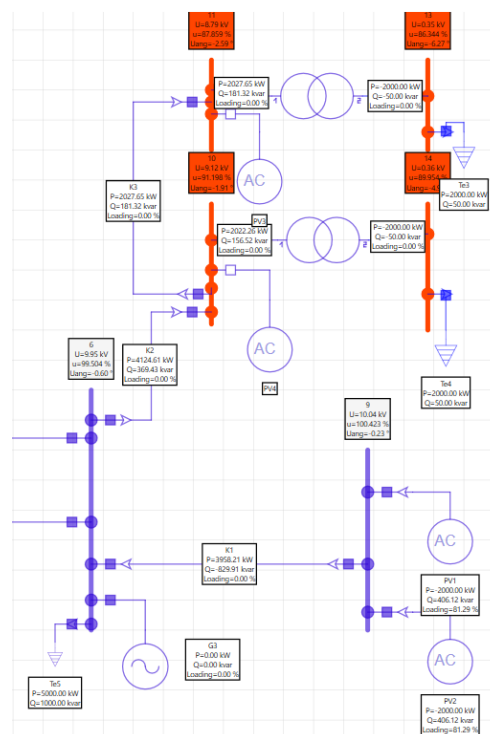 11
U=8.79 kV
u=87.859 %
Uang=-2.59 °
13
U=0.35 kV
u=86.344 %
Uang=-6.27 °
P=2027.65 kW
Q=181.32 kvar
Loading=0.00 %
1
2
P=-2000.00 kW
Q=-50.00 kvar
Loading=0.00 %
10
U=9.12 kV
u=91.198 %
Uang=-1.91 °
AC
14
U=0.36 kV
u=89.954 %
Te3
P=2000.00 kW
Q=50.00 kvar
K3
P=2027.65 kW
Q=181.32 kvar
Loading=0.00 %
PV3
P=2022.26 kW
Q=156.52 kvar
Loading=0.00 %
1
2
P=-2000.00 kW
Q=-50.00 kvar
Loading=0.00 %
AC
PV4
6
U=9.95 kV
u=99.504 %
Uang=-0.60 °
K2
P=4124.61 kW
Q=369.43 kvar
Loading=0.00 %
Te4
P=2000.00 kW
Q=50.00 kvar
9
U=10.04 kV
u=100.423 %
Uang=-0.23 °
AC
K1
P=3958.21 kW
Q=-829.91 kvar
Loading=0.00 %
PV1
P=-2000.00 kW
Q=406.12 kvar
Loading=81.29 %
G3
P=0.00 kW
Q=0.00 kvar
Loading=0.00 %
AC
Te5
P=5000.00 kW
Q=1000.00 kvar
PV2
P=-2000.00 kW
Q=406.12 kvar
Loading=81.29 %